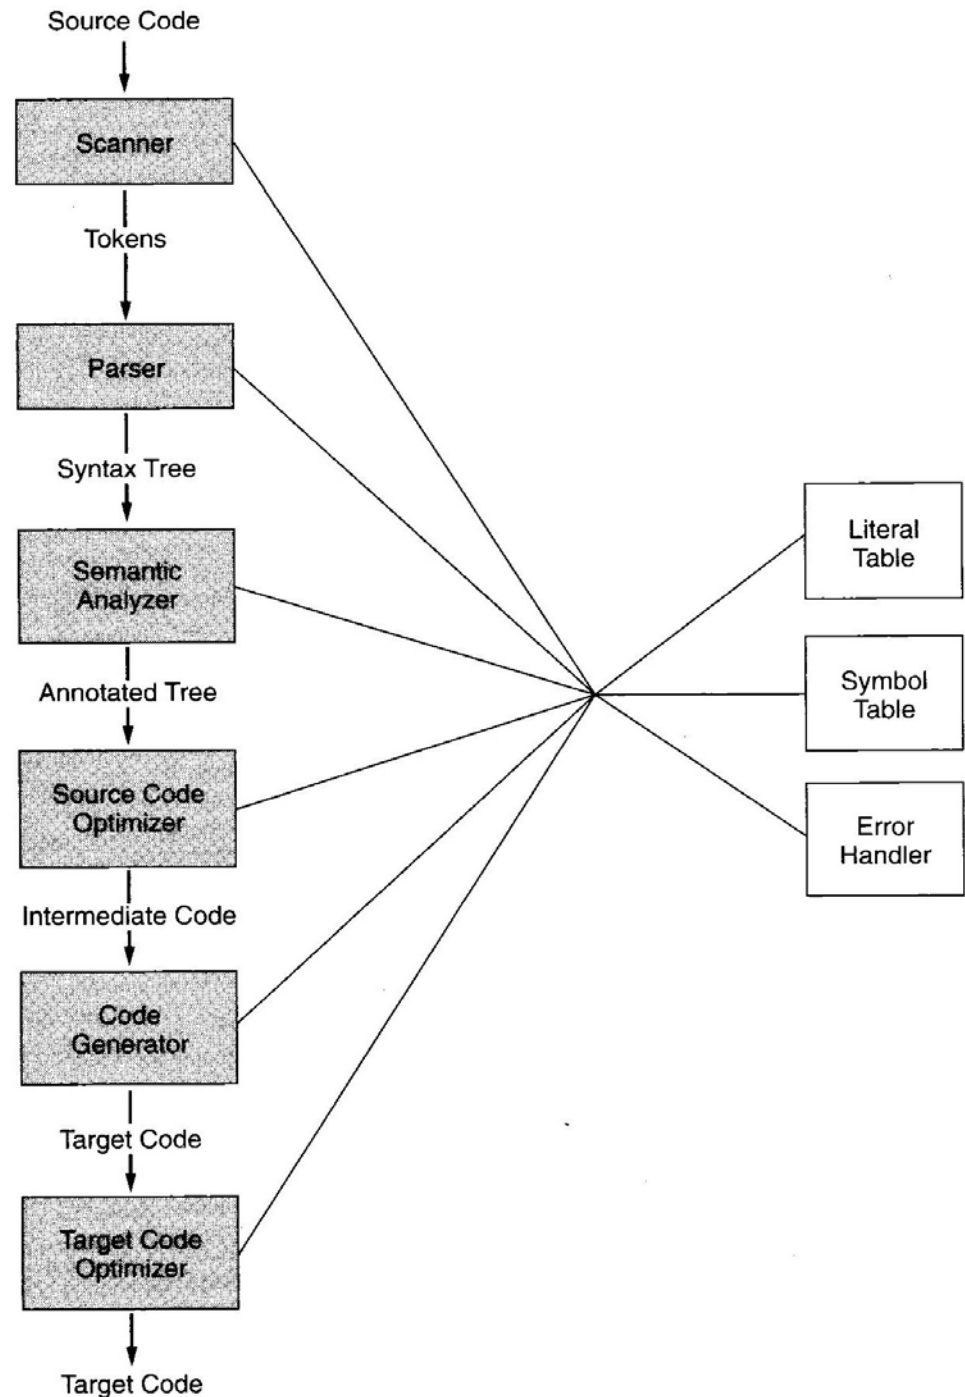 Source Code
Scanner
Tokens
Parser
Syntax Tree
Semantic
Analyzer
Annotated Tree
Source Code
Optimizer
Intermediate Code
Code
Generator
Target Code
Target Code
Optimizer
Target Code
Literal
Table
Symbol
Table
Error
Handler